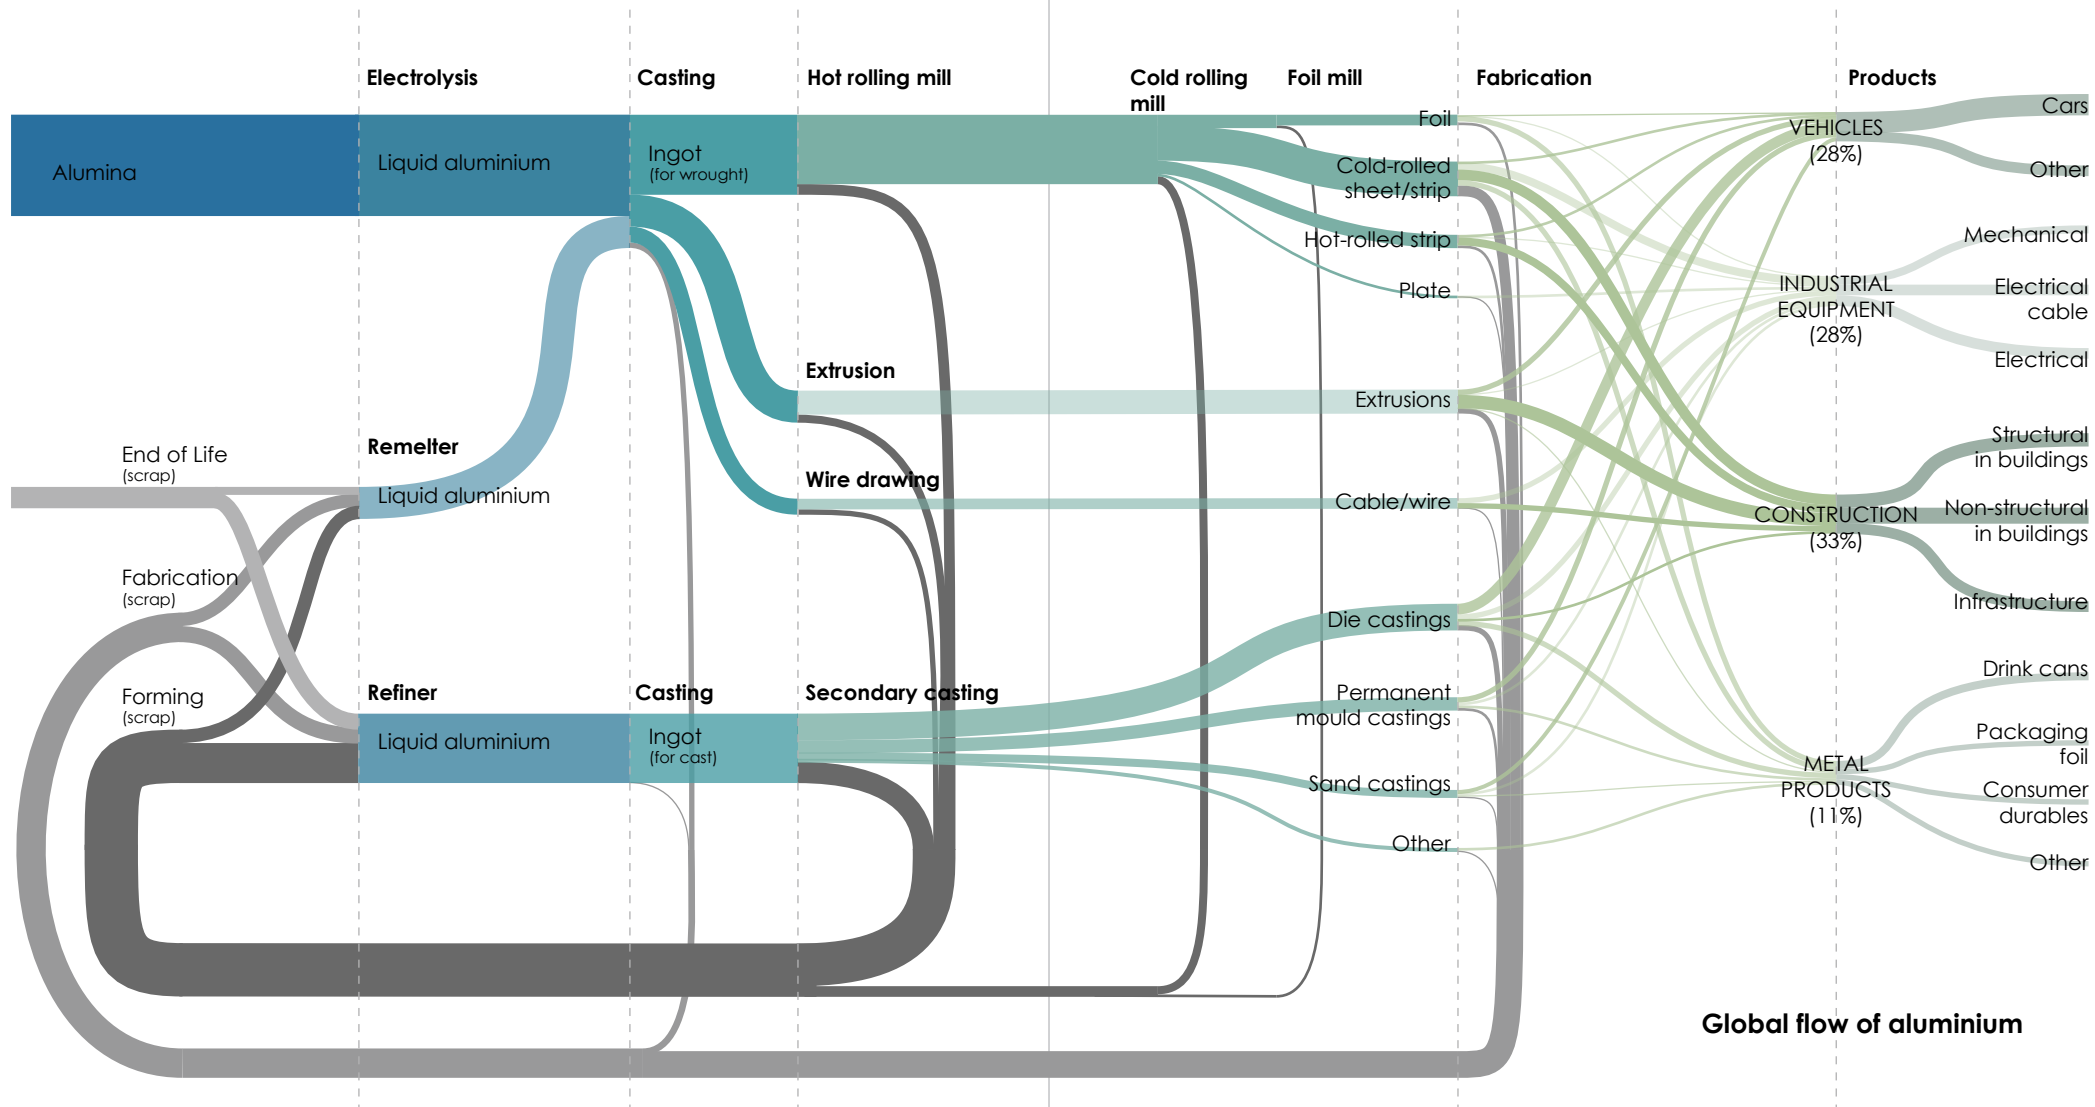 Electrolysis
Casting
Hot rolling mill
Cold rolling
mill
Foil mill
Fabrication
Products
Alumina
Liquid aluminium
Ingot
(for wrought)
Foil
Cold-rolled
sheet/strip
Hot-rolled strip
Plate
VEHICLES
(28%)
Cars
Other
INDUSTRIAL
EQUIPMENT
(28%)
Mechanical
Electrical
cable
Electrical
Extrusion
Extrusions
Remelter
Liquid aluminium
End of Life
(scrap)
Wire drawing
Cable/wire
CONSTRUCTION
(33%)
Structural
in buildings
Non-structural
in buildings
Infrastructure
Fabrication
(scrap)
Forming
(scrap)
Refiner
Liquid aluminium
Casting
Ingot
(for cast)
Secondary casting
Die castings
Permanent
mould castings
Sand castings
Other
METAL
PRODUCTS
(11%)
Drink cans
Packaging
foil
Consumer
durables
Other
Global flow of aluminium